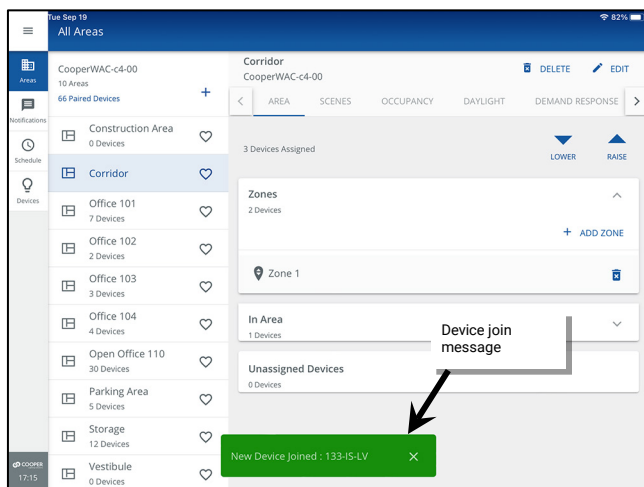 Tue Sep 19
82%
All Areas
Areas
Notifications
Schedule
Devices
COOPER
17:15
CooperWAC-c4-00
10 Areas
66 Paired Devices
+
Construction Area
0 Devices
Corridor
Office 101
7 Devices
Office 102
2 Devices
Office 103
3 Devices
Office 104
4 Devices
Open Office 110
30 Devices
Parking Area
5 Devices
Storage
12 Devices
Vestibule
0 Devices
Corridor
CooperWAC-c4-00
DELETE
EDIT
AREA SCENES OCCUPANCY DAYLIGHT DEMAND RESPONSE
3 Devices Assigned
LOWER
RAISE
Zones
2 Devices
+ ADD ZONE
Zone 1
In Area
1 Devices
Unassigned Devices
0 Devices
Device join
message
New Device Joined : 133-IS-LV